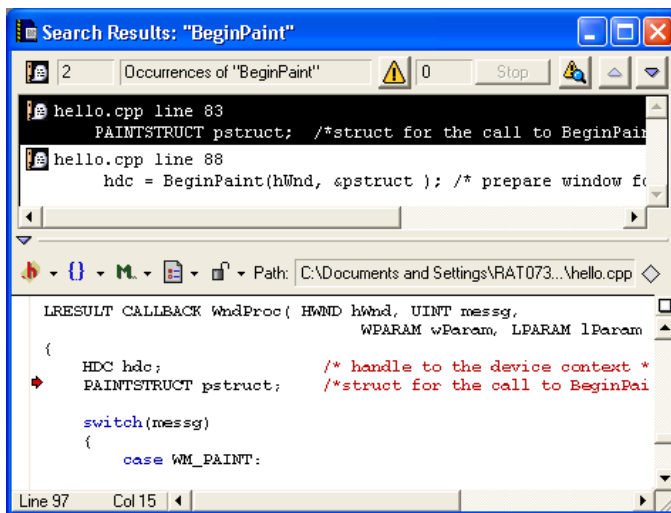 Search Results: "BeginPaint"
2 Occurrences of "BeginPaint" 0 Stop
hello.cpp line 83
PAINTSTRUCT pstruct; /*struct for the call to BeginPain
hello.cpp line 88
hdc = BeginPaint(hWnd, &pstruct ); /* prepare window fo
h {} M. Path: C:\Documents and Settings\RAT073...\hello.cpp
LRESULT CALLBACK WndProc( HWND hWnd, UINT messg,
WPARAM wParam, LPARAM lParam
{
HDC hdc; /* handle to the device context *
PAINTSTRUCT pstruct; /*struct for the call to BeginPai
switch(messg)
{
case WM_PAINT:
Line 97 Col 15